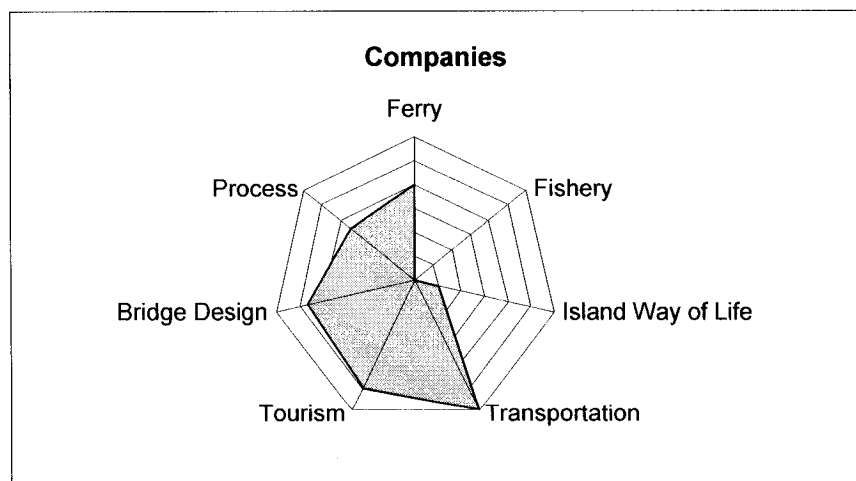 Companies
Ferry
Process
Fishery
Bridge Design
Island Way of Life
Tourism
Transportation